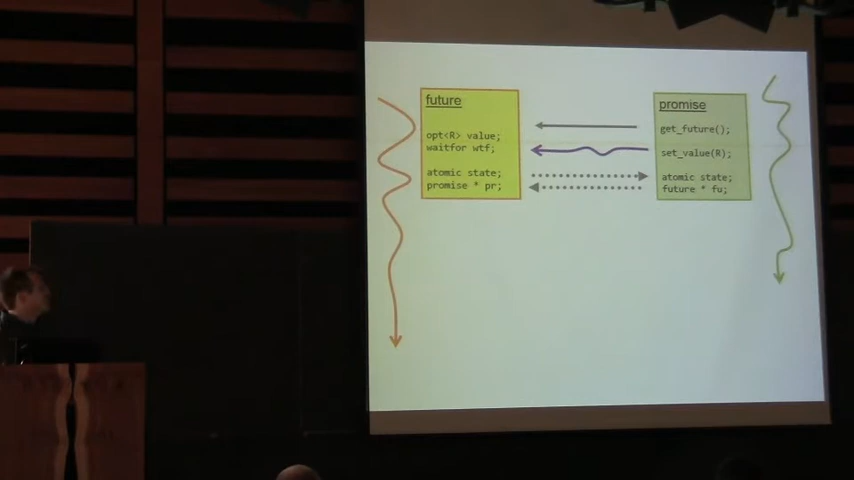 future
opt<R> value;
waitfor wtf;
atomic state;
promise * pr;
promise
get_future();
set_value(R);
atomic state;
future * fu;